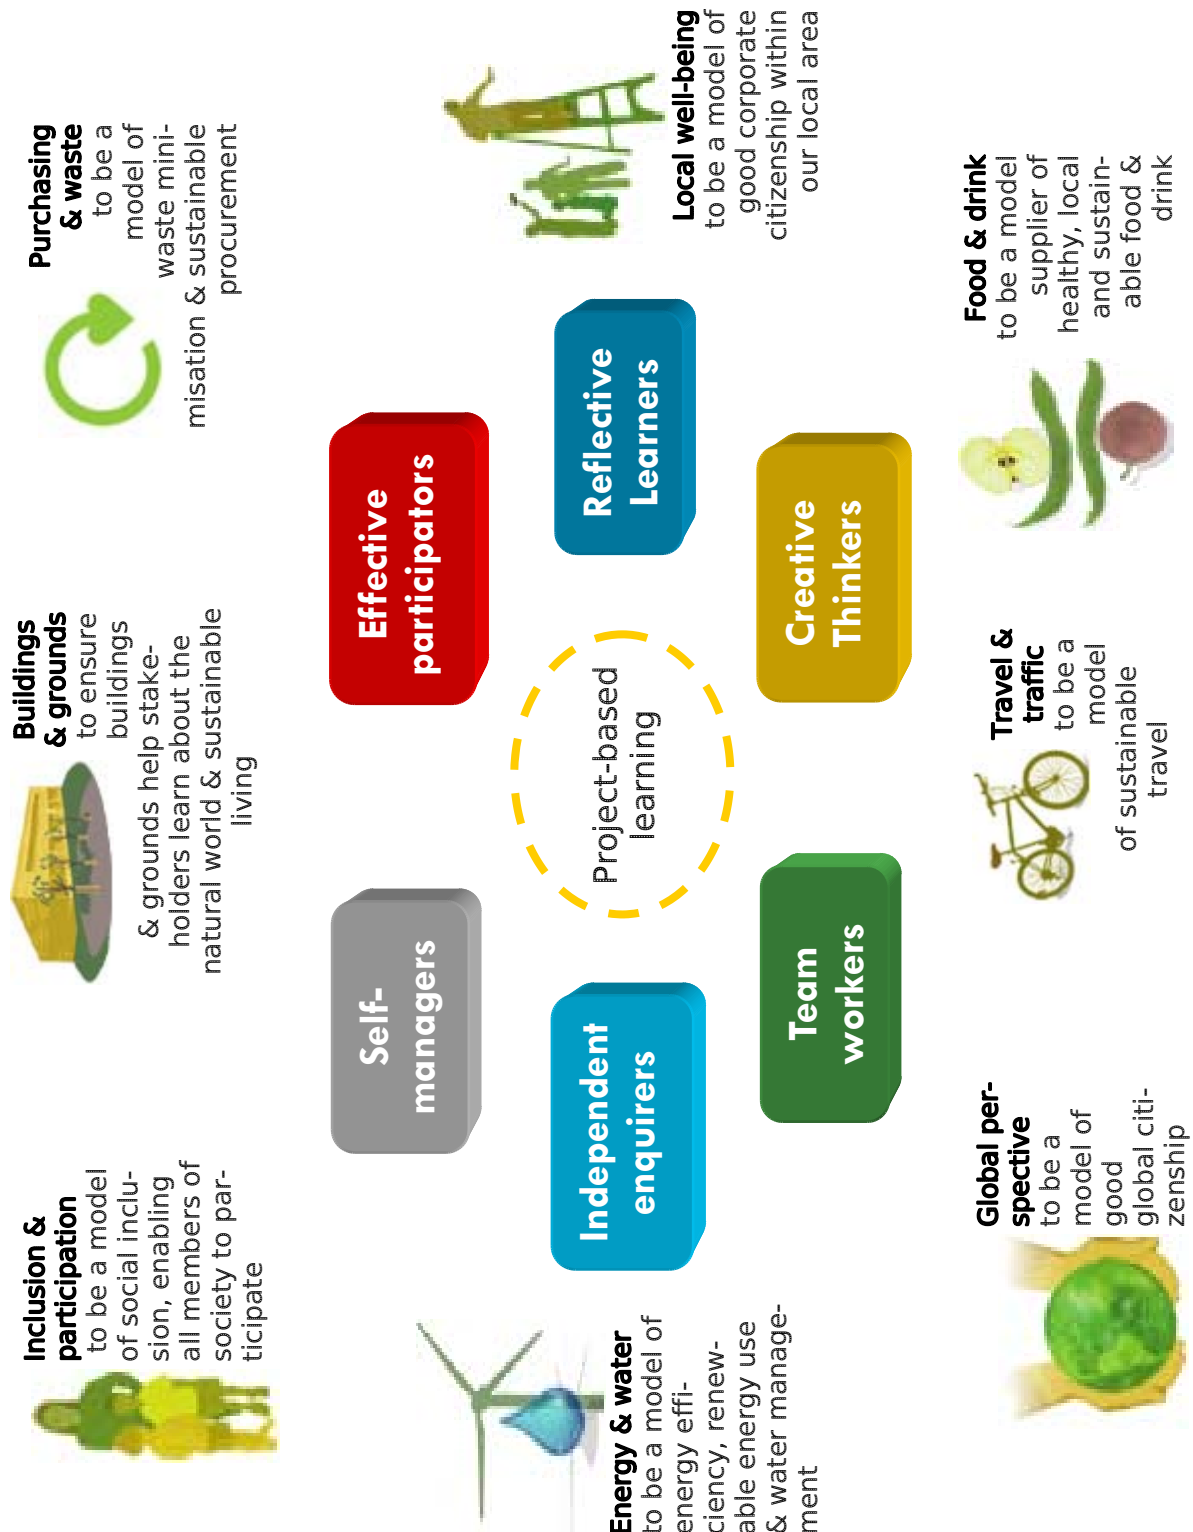 Inclusion &
participation
to be a model
of social inclu-
sion, enabling
all members of
society to par-
ticipate
Buildings
& grounds
to ensure
buildings
& grounds help stake-
holders learn about the
natural world & sustainable
living
Purchasing
& waste
to be a
model of
waste mini-
misation & sustainable
procurement
Self-
managers
Effective
participators
Energy & water
to be a model of
energy effi-
ciency, renew-
able energy use
& water manage-
ment
Independent
enquirers
Project-based
learning
Reflective
Learners
Local well-being
to be a model of
good corporate
citizenship within
our local area
Team
workers
Creative
Thinkers
Global per-
spective
to be a
model of
good
global citi-
zenship
Travel &
traffic
to be a
model
of sustainable
travel
Food & drink
to be a model
supplier of
healthy, local
and sustain-
able food &
drink